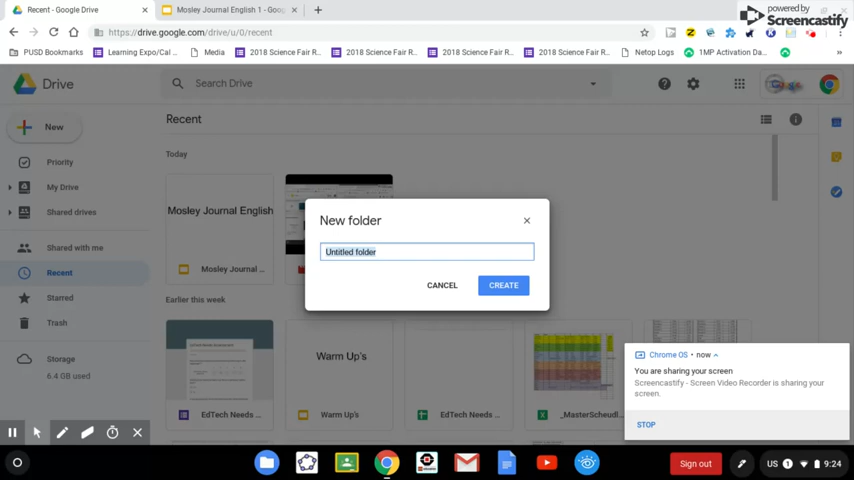 Recent - Google Drive
Mosley Journal English 1 - Goog
powered by
Screencastify
https://drive.google.com/drive/u/0/recent
PUSD Bookmarks
Learning Expo/Cal
Media
2018 Science Fair R...
2018 Science Fair R...
2018 Science Fair R...
2018 Science Fair R...
Netop Logs
1MP Activation Da...
Drive
Search Drive
New
Recent
Priority
My Drive
Shared drives
Shared with me
Recent
Starred
Trash
Storage
6.4 GB used
Today
Mosley Journal English
Mosley Journal ...
Earlier this week
EdTech Needs ...
Warm Up's
Warm Up's
EdTech Needs ...
_MasterScheudl...
New folder
Untitled folder
CANCEL
CREATE
Chrome OS • now
You are sharing your screen
Screencastify - Screen Video Recorder is sharing your
screen.
STOP
Sign out
US
1
9:24